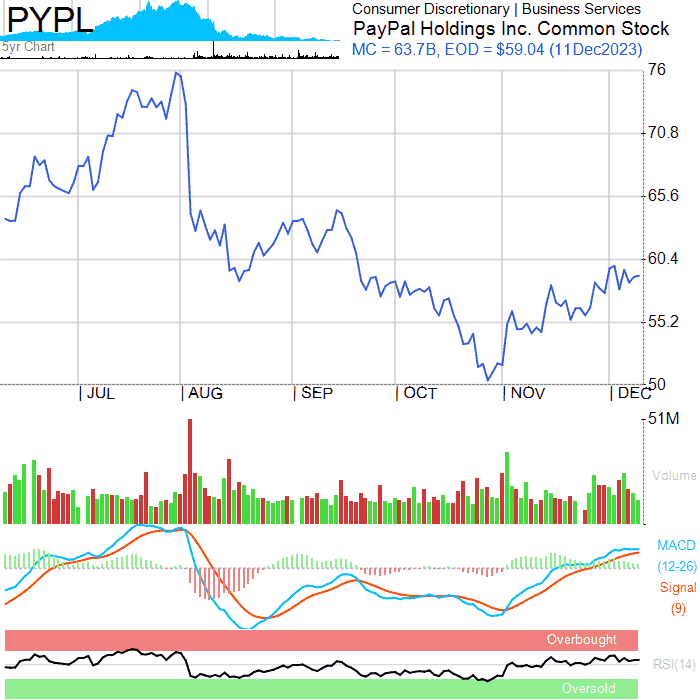 PYPL
5yr Chart
Consumer Discretionary | Business Services
PayPal Holdings Inc. Common Stock
MC = 63.7B, EOD = $59.04 (11Dec2023)
76
70.8
65.6
60.4
55.2
50
|JUL |AUG |SEP |OCT |NOV |DEC
51M
Volume
MACD
(12-26)
Signal
(9)
Overbought
RSI(14)
Oversold